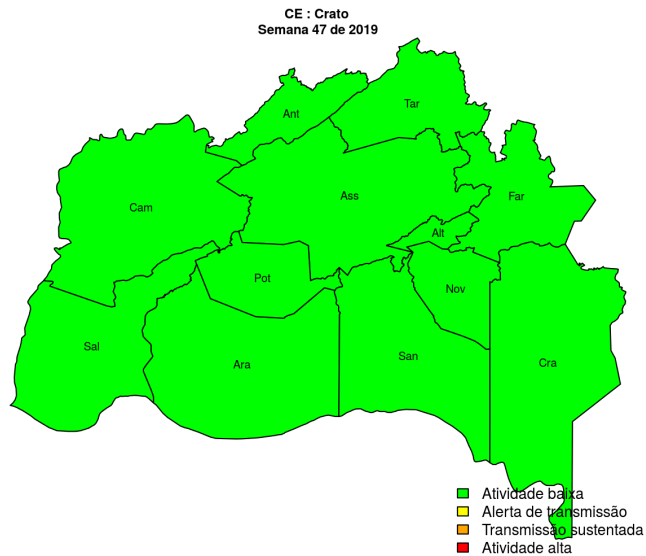 CE : Crato
Semana 47 de 2019
Tar
Ant
Ass
Far
Cam
Alt
Pot
Nov
Sal
San
Ara
Cra
Atividade baixa
Alerta de transmissão
Transmissão sustentada
Atividade alta